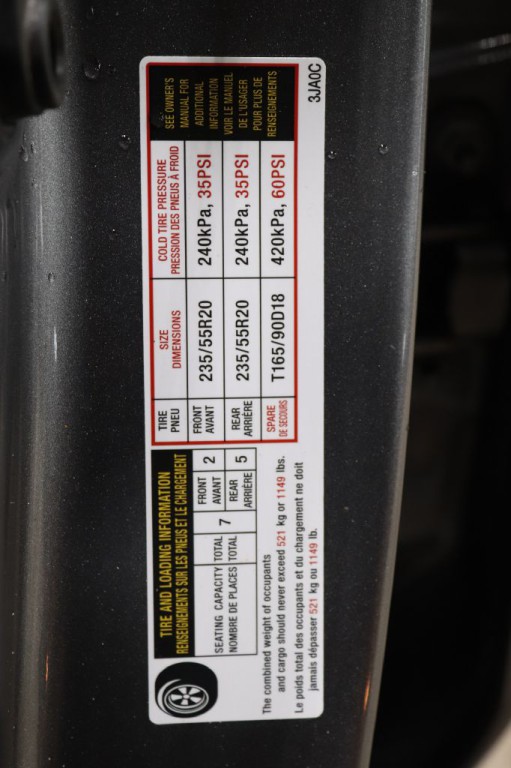 TIRE AND LOADING INFORMATION
RENSEIGNEMENTS SUR LES PNEUS ET LE CHARGEMENT
SEATING CAPACITY TOTAL 7 FRONT 2 REAR 5
NOMBRE DE PLACES TOTAL AVANT ARRIÈRE
The combined weight of occupants
and cargo should never exceed 521 kg or 1149 lbs.
Le poids total des occupants et du chargement ne doit
jamais dépasser 521 kg ou 1149 lb.
TIRE SIZE COLD TIRE PRESSURE
PNEU DIMENSIONS PRESSION DES PNEUS À FROID
FRONT
AVANT 235/55R20 240kPa, 35PSI
REAR
ARRIÈRE 235/55R20 240kPa, 35PSI
SPARE
DE SECOURS T165/90D18 420kPa, 60PSI
SEE OWNER'S
MANUAL FOR
ADDITIONAL
INFORMATION
VOIR LE MANUEL
DE L'USAGER
POUR PLUS DE
RENSEIGNEMENTS
3JA0C